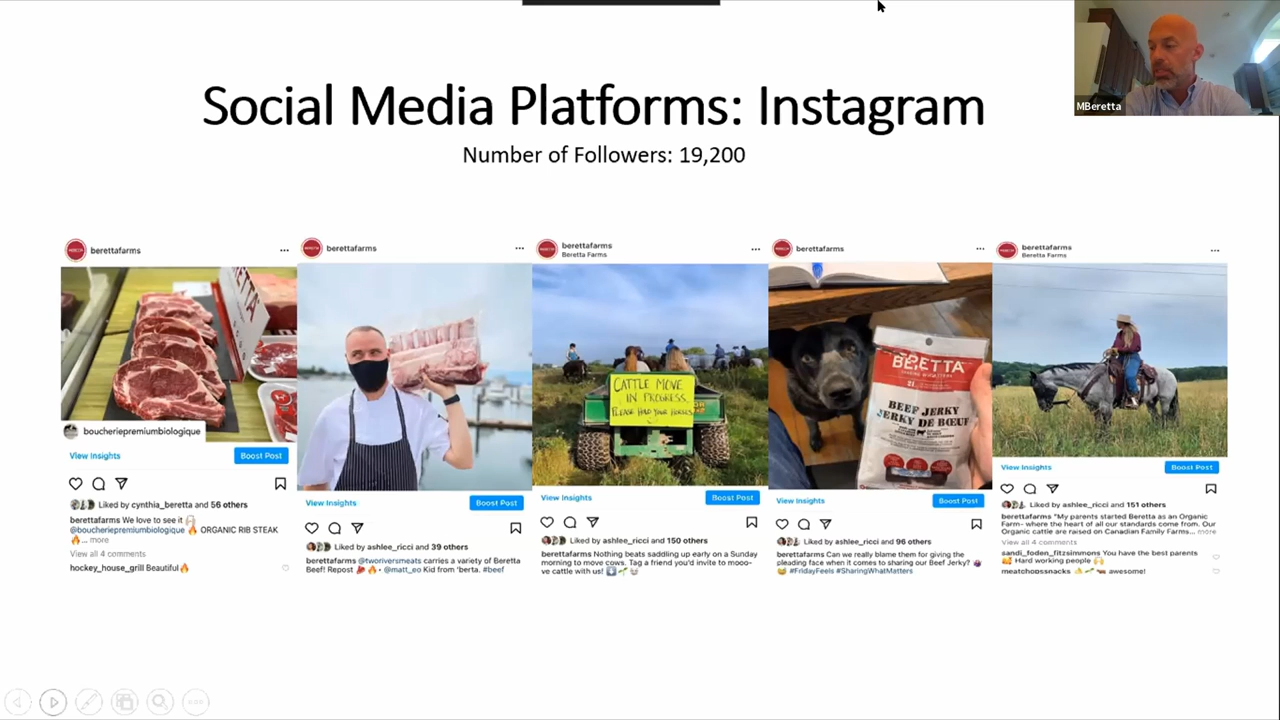 MBeretta
Social Media Platforms: Instagram
Number of Followers: 19,200
berettafarms
boucheriepremiumbiologique
View Insights
Boost Post
Liked by cynthia_beretta and 56 others
berettafarms We love to see it
@boucheriepremiumbiologique ORGANIC RIB STEAK
... more
View all 4 comments
hockey_house_grill Beautiful
berettafarms
View Insights
Boost Post
Liked by ashlee_ricci and 39 others
berettafarms @tworiversmeats carries a variety of Beretta
Beef! Repost @matt_eo Kid from 'berta. #beef
berettafarms
Beretta Farms
CATTLE MOVE
IN PROGRESS.
PLEASE HOLD YOUR HORSES
View Insights
Boost Post
Liked by ashlee_ricci and 150 others
berettafarms Nothing beats saddling up early on a Sunday
morning to move cows. Tag a friend you'd invite to mooo-
ve cattle with us!
berettafarms
BERETTA
BEEF JERKY
JERKY DE BŒUF
View Insights
Boost Post
Liked by ashlee_ricci and 96 others
berettafarms Can we really blame them for giving the
pleading face when it comes to sharing our Beef Jerky?
#FridayFeels #SharingWhatMatters
berettafarms
Beretta Farms
View Insights
Boost Post
Liked by ashlee_ricci and 151 others
berettafarms "My parents started Beretta as an Organic
Farm- where the heart of all our standards come from. Our
Organic cattle are raised on Canadian Family Farms... more
View all 4 comments
sandi_foden_fitzsimmons You have the best parents
Hard working people
meatchopssnacks awesome!